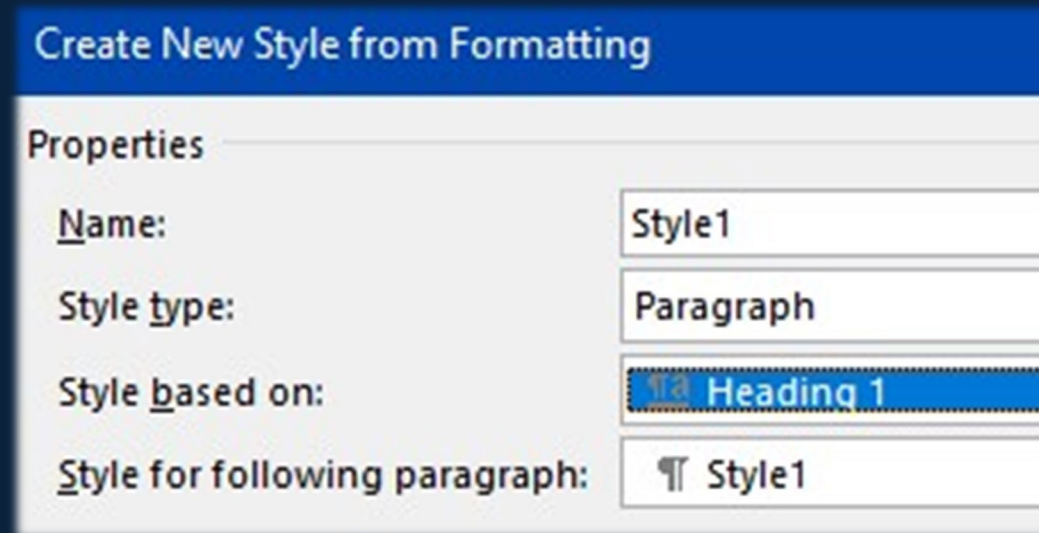 Create New Style from Formatting
Properties
Name: Style1
Style type: Paragraph
Style based on: ¶a Heading 1
Style for following paragraph: ¶ Style1